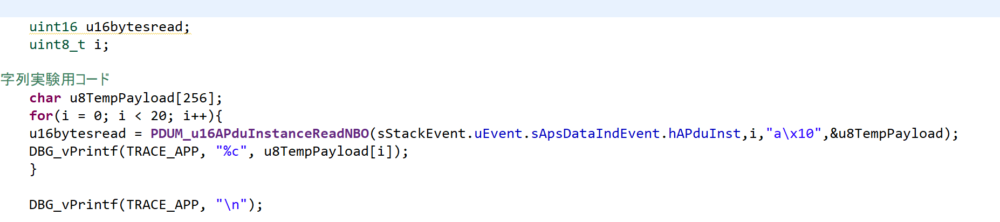 uint16 u16bytesread;
uint8_t i;
字列実験用コード
char u8TempPayload[256];
for(i = 0; i < 20; i++){
u16bytesread = PDUM_u16APduInstanceReadNBO(sStackEvent.uEvent.sApsDataIndEvent.hAPduInst,i,"a\x10",&u8TempPayload);
DBG_vPrintf(TRACE_APP, "%c", u8TempPayload[i]);
}
DBG_vPrintf(TRACE_APP, "\n");